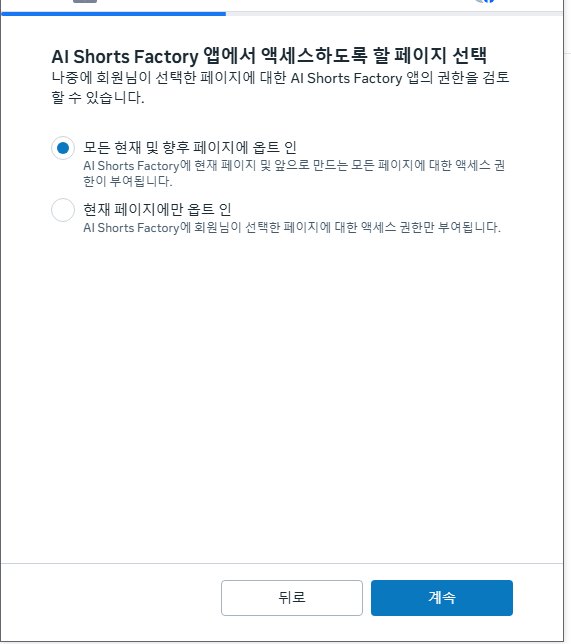 AI Shorts Factory 앱에서 액세스하도록 할 페이지 선택
나중에 회원님이 선택한 페이지에 대한 AI Shorts Factory 앱의 권한을 검토
할 수 있습니다.
모든 현재 및 향후 페이지에 옵트 인
AI Shorts Factory에 현재 페이지 및 앞으로 만드는 모든 페이지에 대한 액세스 권
한이 부여됩니다.
현재 페이지에만 옵트 인
AI Shorts Factory에 회원님이 선택한 페이지에 대한 액세스 권한만 부여됩니다.
뒤로
계속